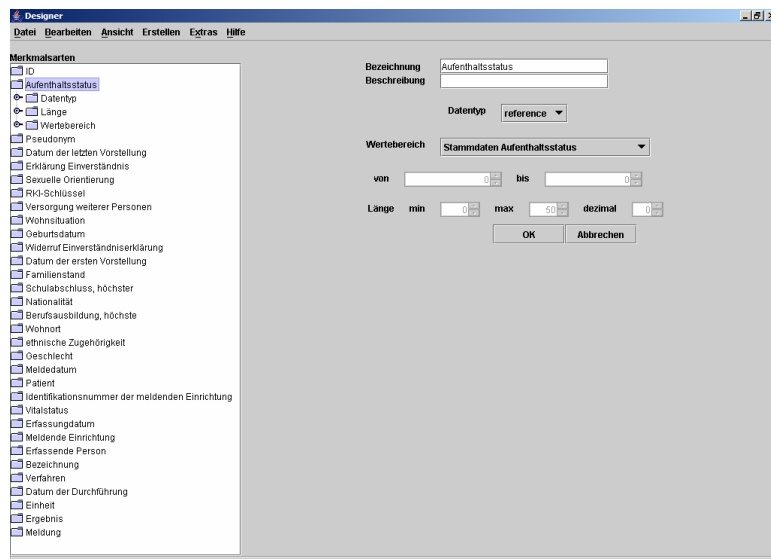 Designer
Datei Bearbeiten Ansicht Erstellen Extras Hilfe
Merkmalsarten
ID
Aufenthaltsstatus
Datentyp
Länge
Wertebereich
Pseudonym
Datum der letzten Vorstellung
Erklärung Einverständnis
Sexuelle Orientierung
RKI-Schlüssel
Versorgung weiterer Personen
Wohnsituation
Geburtsdatum
Widerruf Einverständniserklärung
Datum der ersten Vorstellung
Familienstand
Schulabschluss, höchster
Nationalität
Berufsausbildung, höchste
Wohnort
ethnische Zugehörigkeit
Geschlecht
Meldedatum
Patient
Identifikationsnummer der meldenden Einrichtung
Vitalstatus
Erfassungdatum
Meldende Einrichtung
Erfassende Person
Bezeichnung
Verfahren
Datum der Durchführung
Einheit
Ergebnis
Meldung
Bezeichnung Aufenthaltsstatus
Beschreibung
Datentyp reference
Wertebereich Stammdaten Aufenthaltsstatus
von 0 bis 0
Länge min 0 max 50 dezimal 0
OK Abbrechen